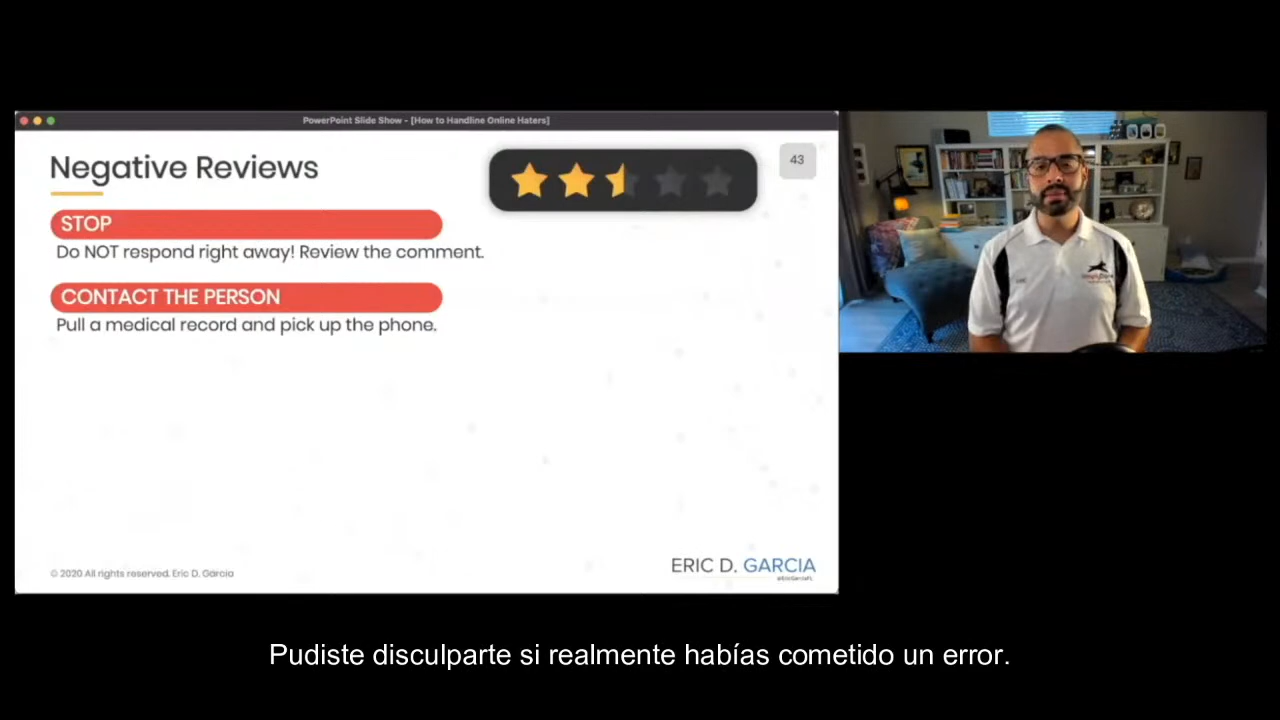 PowerPoint Slide Show - [How to Handline Online Haters]
Negative Reviews
43
STOP
Do NOT respond right away! Review the comment.
CONTACT THE PERSON
Pull a medical record and pick up the phone.
© 2020 All rights reserved. Eric D. Garcia
ERIC D. GARCIA
@EricGarciaFL
Pudiste disculparte si realmente habías cometido un error.